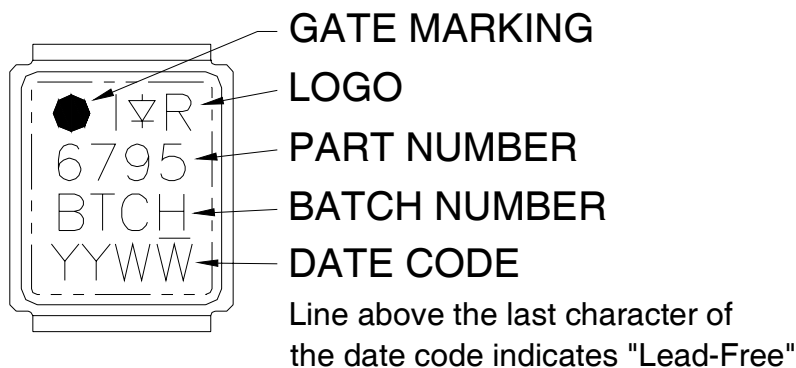 GATE MARKING
I R
LOGO
6795
PART NUMBER
BTCH
BATCH NUMBER
YYWW
DATE CODE
Line above the last character of
the date code indicates "Lead-Free"